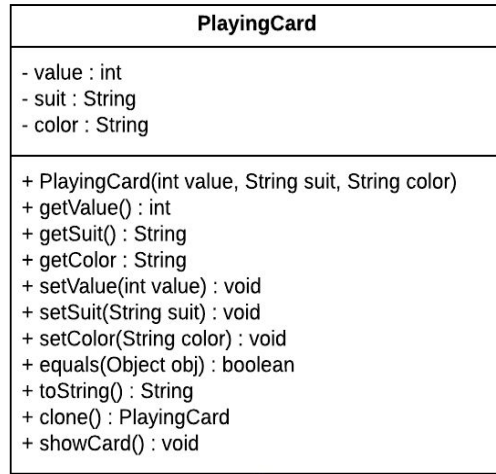 PlayingCard
- value : int
- suit : String
- color : String
+ PlayingCard(int value, String suit, String color)
+ getValue() : int
+ getSuit() : String
+ getColor : String
+ setValue(int value) : void
+ setSuit(String suit) : void
+ setColor(String color) : void
+ equals(Object obj) : boolean
+ toString() : String
+ clone() : PlayingCard
+ showCard() : void